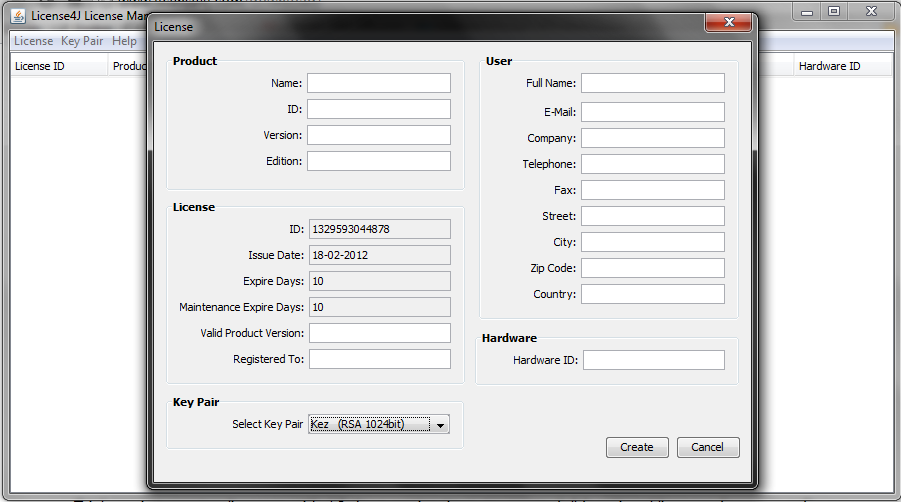 License4J License Mar
License
License Key Pair Help
License ID
Produc
Hardware ID
Product
Name:
ID:
Version:
Edition:
License
ID: 1329593044878
Issue Date: 18-02-2012
Expire Days: 10
Maintenance Expire Days: 10
Valid Product Version:
Registered To:
Key Pair
Select Key Pair Kez (RSA 1024bit)
User
Full Name:
E-Mail:
Company:
Telephone:
Fax:
Street:
City:
Zip Code:
Country:
Hardware
Hardware ID:
Create
Cancel